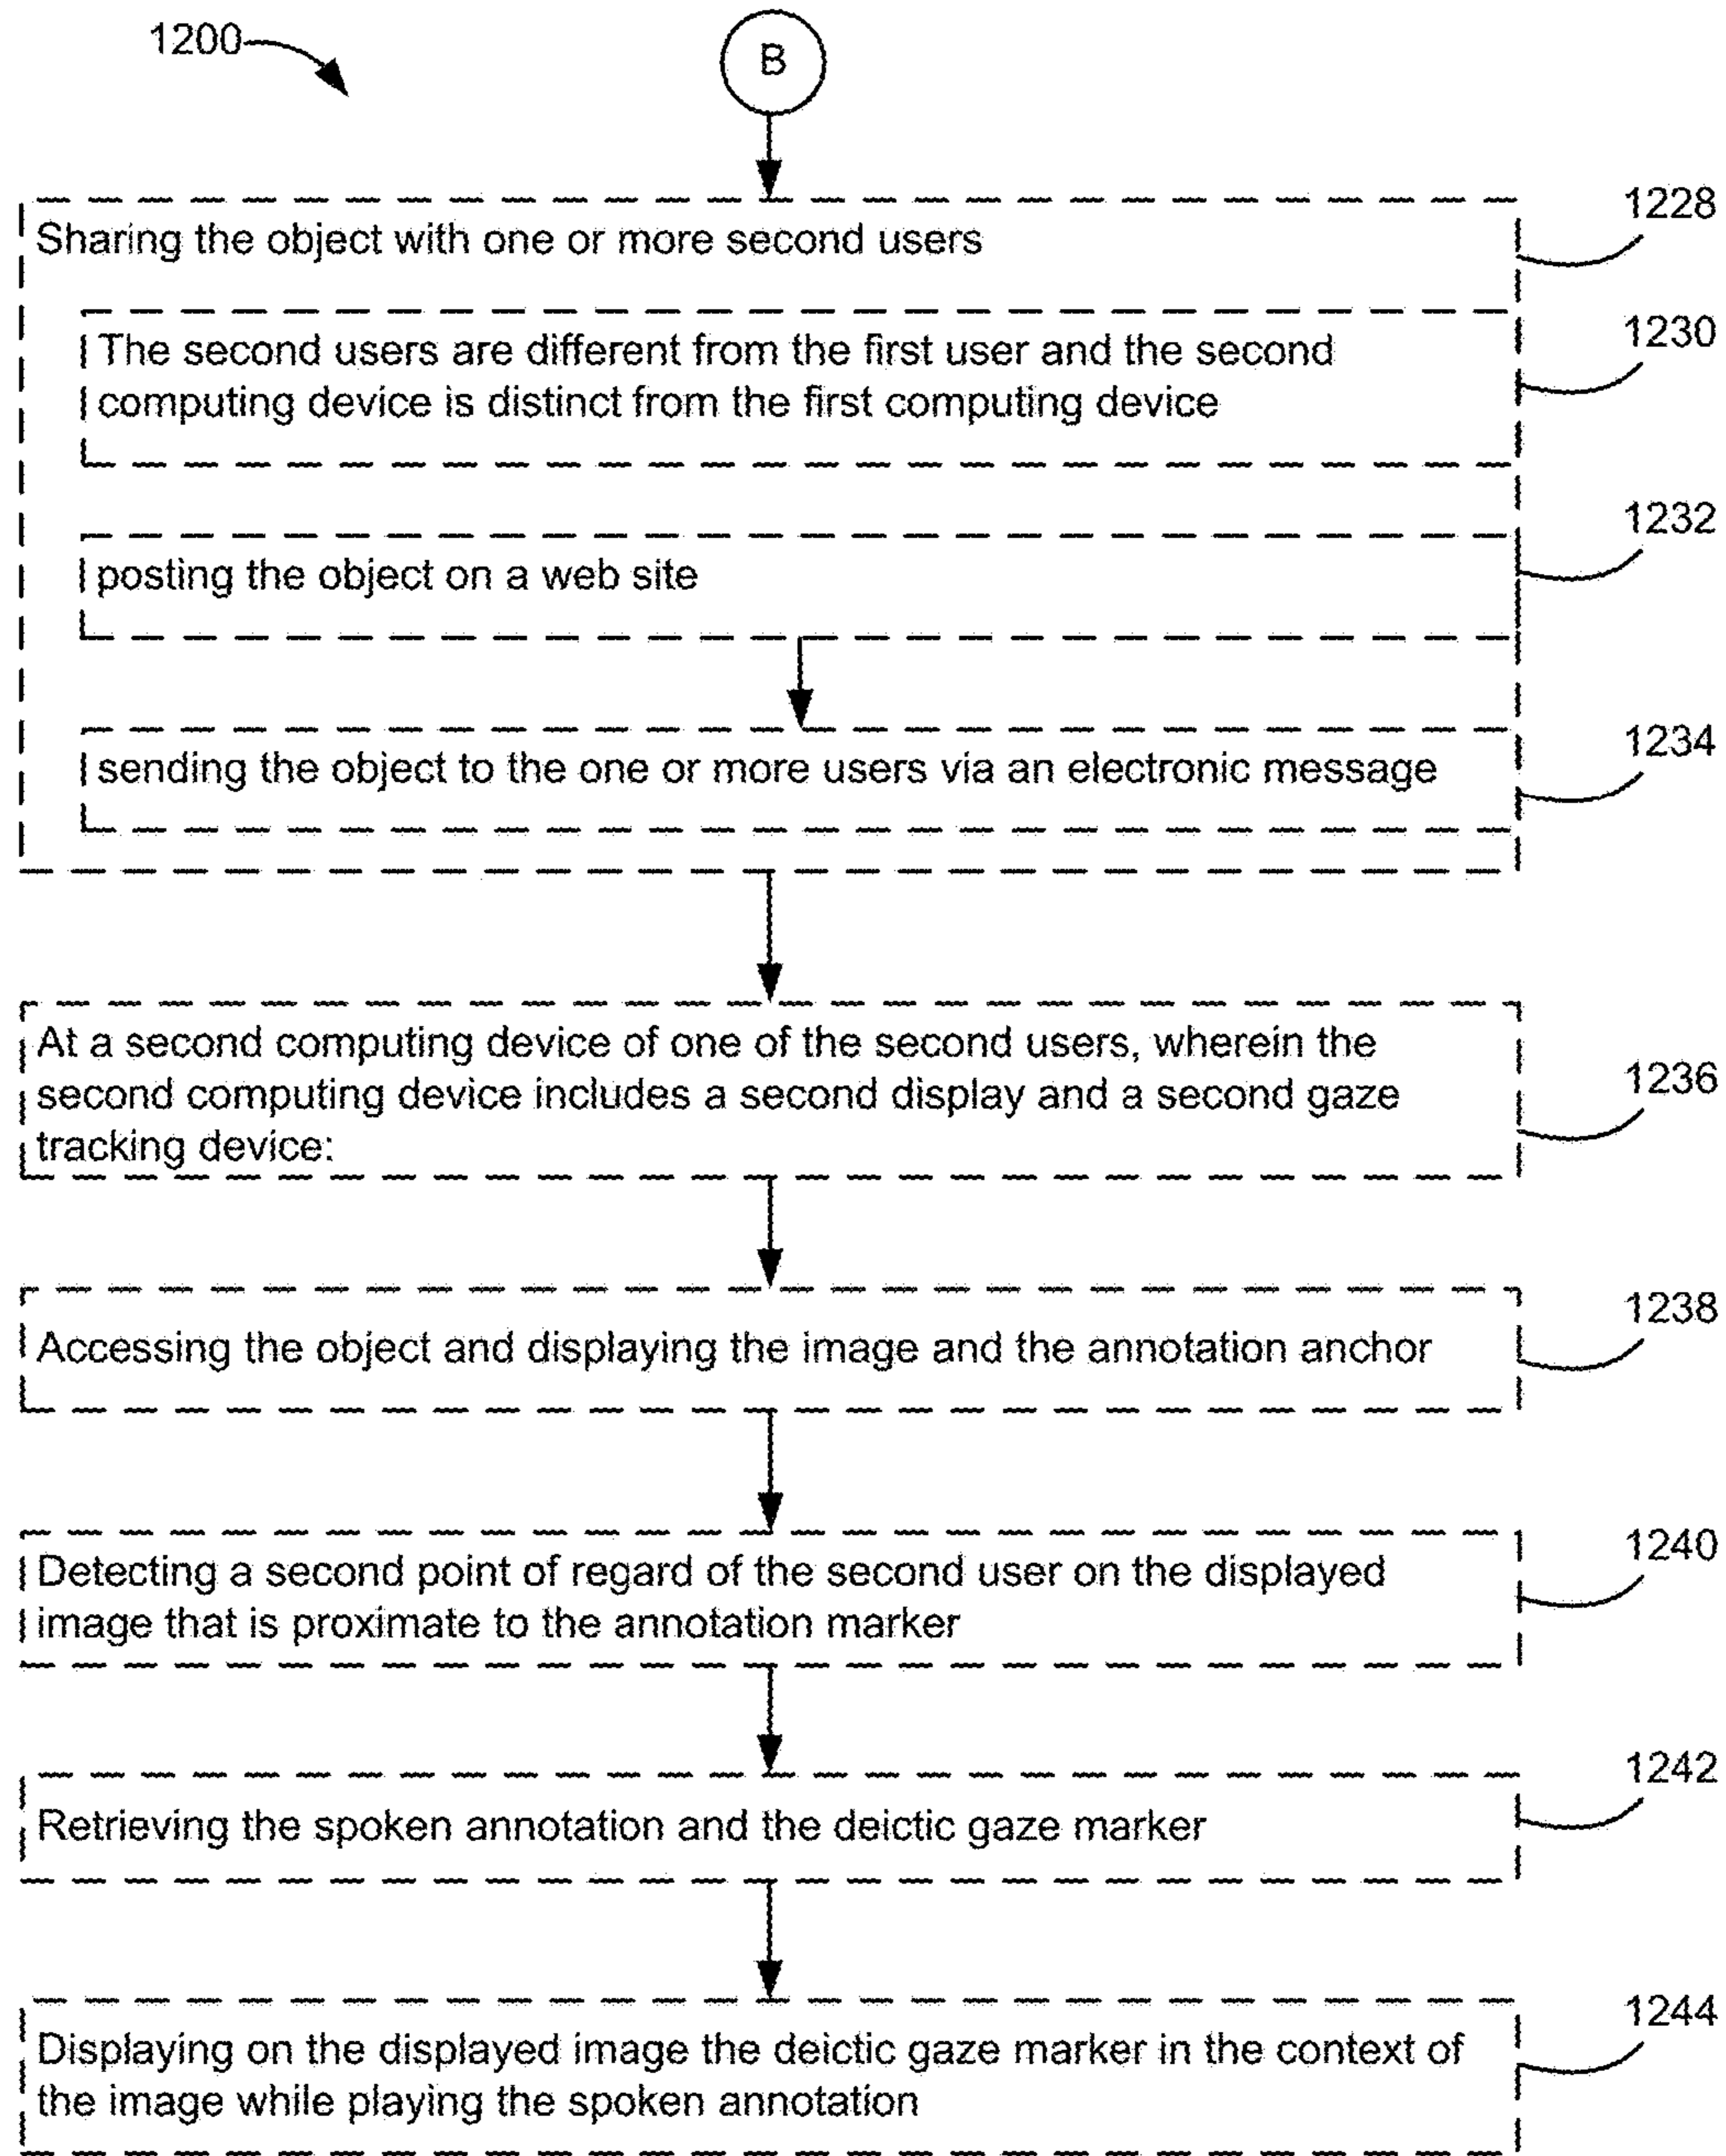 1200
B
Sharing the object with one or more second users
1228
The second users are different from the first user and the second
computing device is distinct from the first computing device
1230
posting the object on a web site
1232
sending the object to the one or more users via an electronic message
1234
At a second computing device of one of the second users, wherein the
second computing device includes a second display and a second gaze
tracking device:
1236
Accessing the object and displaying the image and the annotation anchor
1238
Detecting a second point of regard of the second user on the displayed
image that is proximate to the annotation marker
1240
Retrieving the spoken annotation and the deictic gaze marker
1242
Displaying on the displayed image the deictic gaze marker in the context of
the image while playing the spoken annotation
1244